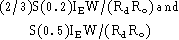 (2/3)S(0.2)I_EW/(R_dR_o) and
S(0.5)I_EW/(R_dR_o)